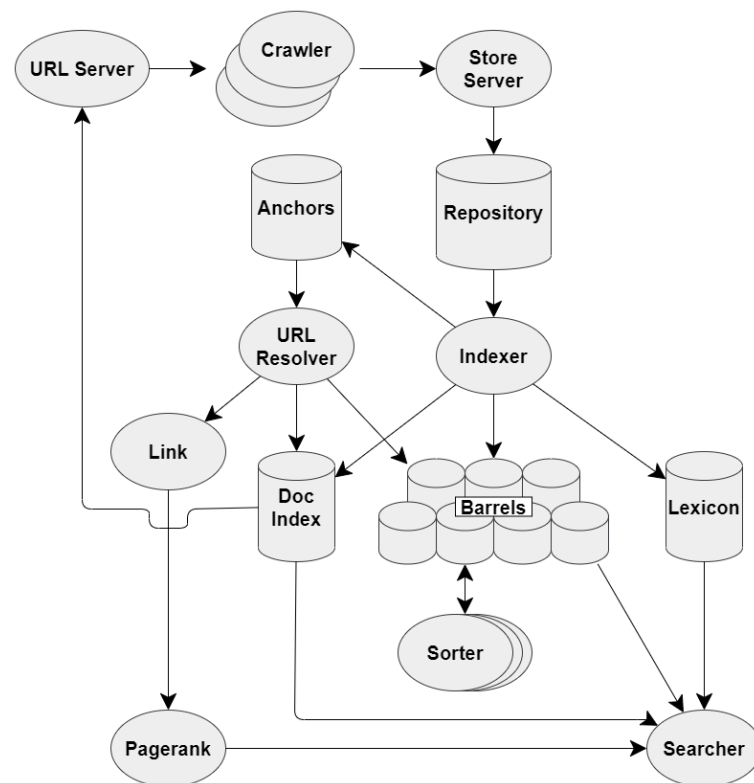 URL Server
Crawler
Store
Server
Anchors
Repository
URL
Resolver
Indexer
Link
Doc
Index
Barrels
Lexicon
Sorter
Pagerank
Searcher